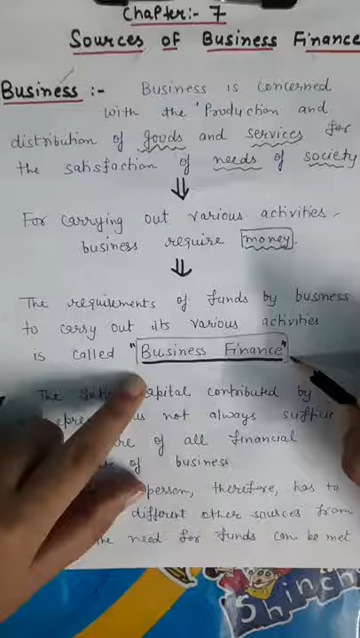 Chapter:- 7
Sources of Business Finance
Business :- Business is concerned
with the Production and
distribution of goods and services for
the satisfaction of needs of society
For carrying out various activities,
business require money.
The requirements of funds by business
to carry out its various activities
is called "Business Finance"
The capital contributed by
not always suffice
of all financial
of business.
person, therefore, has to
different other sources from
the need for funds can be met
Shinch